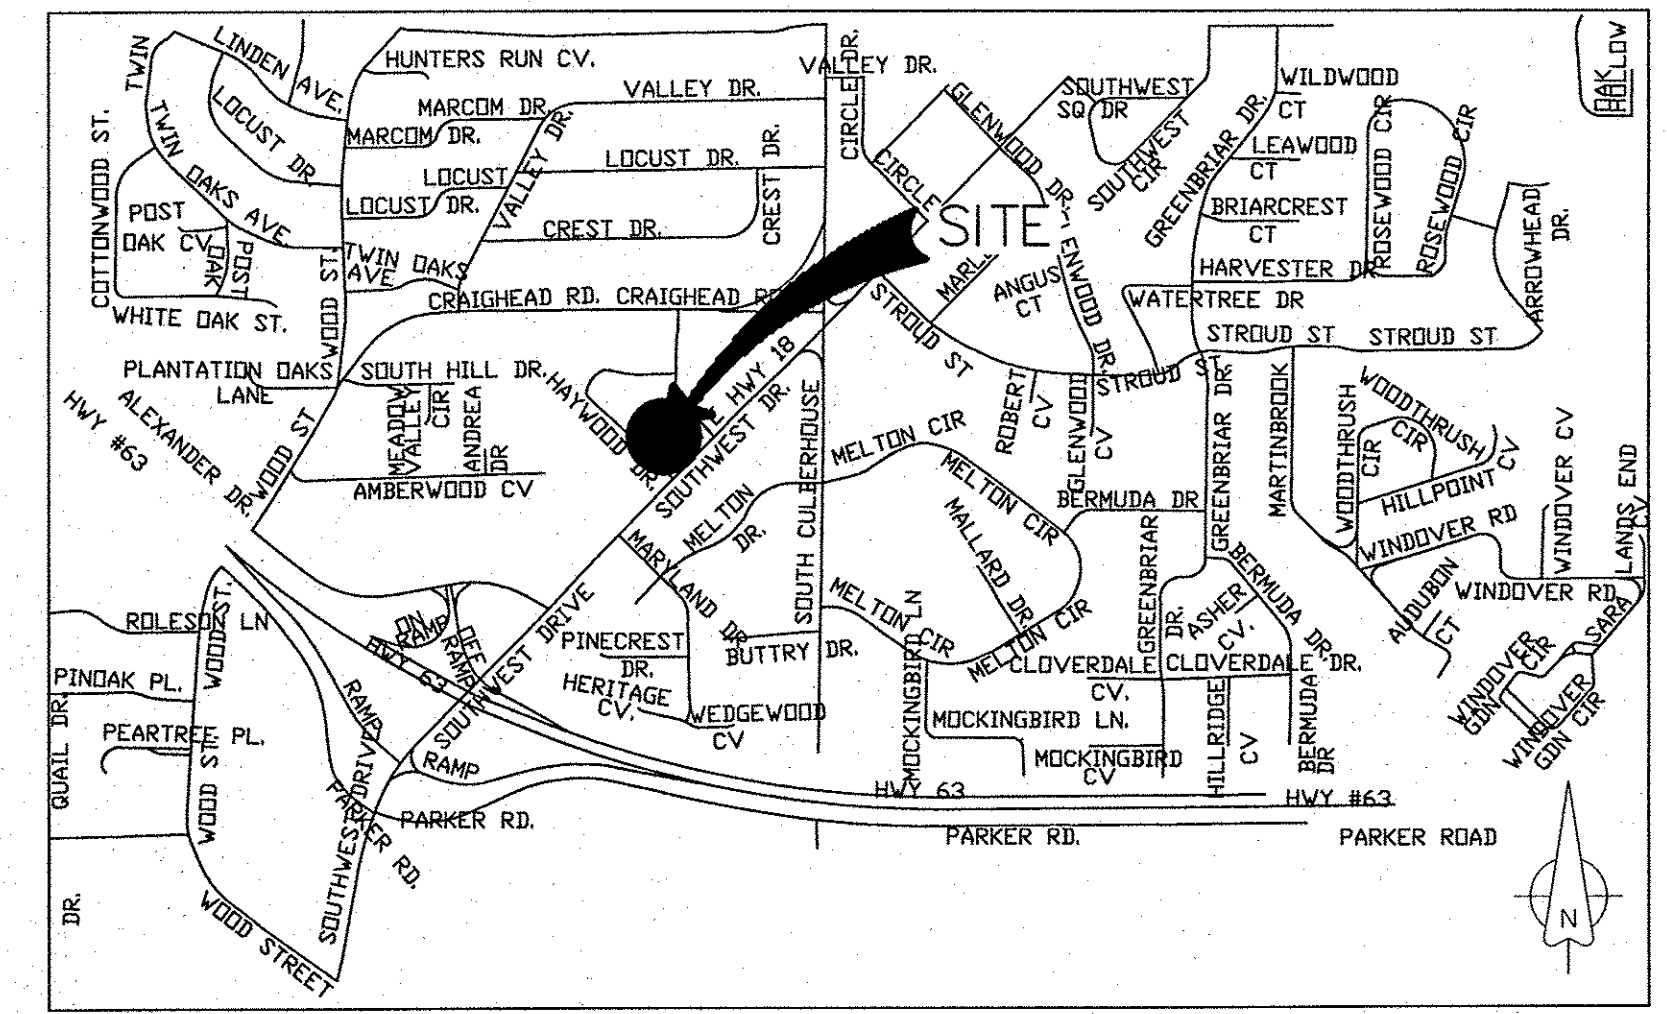 TWIN
LINDEN AVE.
HUNTERS RUN CV.
VALLEY DR.
VALLEY DR.
CIRCLE DR.
MARCOM DR.
MARCOM DR.
VALLEY DR.
LOCUST DR.
LOCUST DR.
LOCUST
LOCUST DR.
CREST DR.
CREST DR.
COTTONWOOD ST.
TWIN OAKS AVE
POST
OAK CV
POST
OAK
WHITE OAK ST.
WOOD ST.
TWIN OAKS
AVE
CRAIGHEAD RD.
CRAIGHEAD
GLENWOOD DR.
CIRCLE
SITE
SOUTHWEST
SQ DR
SOUTHWEST
CIR
GREENBRIAR DR.
WILDWOOD
CT
LEAWOOD
CT
BRIARCREST
CT
ROSEWOOD CIR
ROSEWOOD CIR
OAK
HOLLOW
ARROWHEAD
DR.
HARVESTER DR
WATERTREE DR
ANGUS
CT
ENWOOD DR.
STROUD ST
STROUD ST
STROUD ST
STROUD ST
PLANTATION OAKS
LANE
SOUTH HILL DR.
ALEXANDER DR.
HWY #63
WOOD ST
MEADOW
VALLEY
CIR
ANDREA
DR
AMBERWOOD CV
HAYWOOD DR.
HWY 18
SOUTHWEST DR.
SOUTH CULBERHOUSE
MELTON CIR
MELTON CIR
MELTON
DR.
MARYLAND DR.
ROBERT
CV
GLENWOOD
CV
GREENBRIAR DR.
MARTINBROOK
WOODTHRUSH
CIR
WOODTHRUSH
CIR
CV
HILLPOINT
WINDOVER RD
WINDOVER CV
LANDS END
CV
BERMUDA DR
MALLARD DR.
GREENBRIAR
DR.
BERMUDA DR.
ASHER
CV.
AUDUBON
CT
WINDOVER RD.
SARA
WINDOVER
GDN CIR
WINDOVER
GDN CIR
ROLESON LN
WOOD ST.
PINOAK PL.
PEARTREE PL.
QUAIL DR.
WOOD ST.
DR.
WOOD STREET
ON
RAMP
OFF
RAMP
HWY 63
RAMP
RAMP
SOUTHWEST DRIVE
SOUTHWEST DRIVE
PARKER RD.
PARKER RD.
PINECREST
DR.
HERITAGE
CV.
BUTTRY DR.
WEDGEWOOD
CV
MELTON CIR
MELTON CIR
MOCKINGBIRD LN
MOCKINGBIRD LN.
MOCKINGBIRD
CV
CLOVERDALE
CV.
CLOVERDALE DR.
HILLRIDGE
CV
BERMUDA
DR
HWY 63
HWY #63
PARKER RD.
PARKER ROAD
N